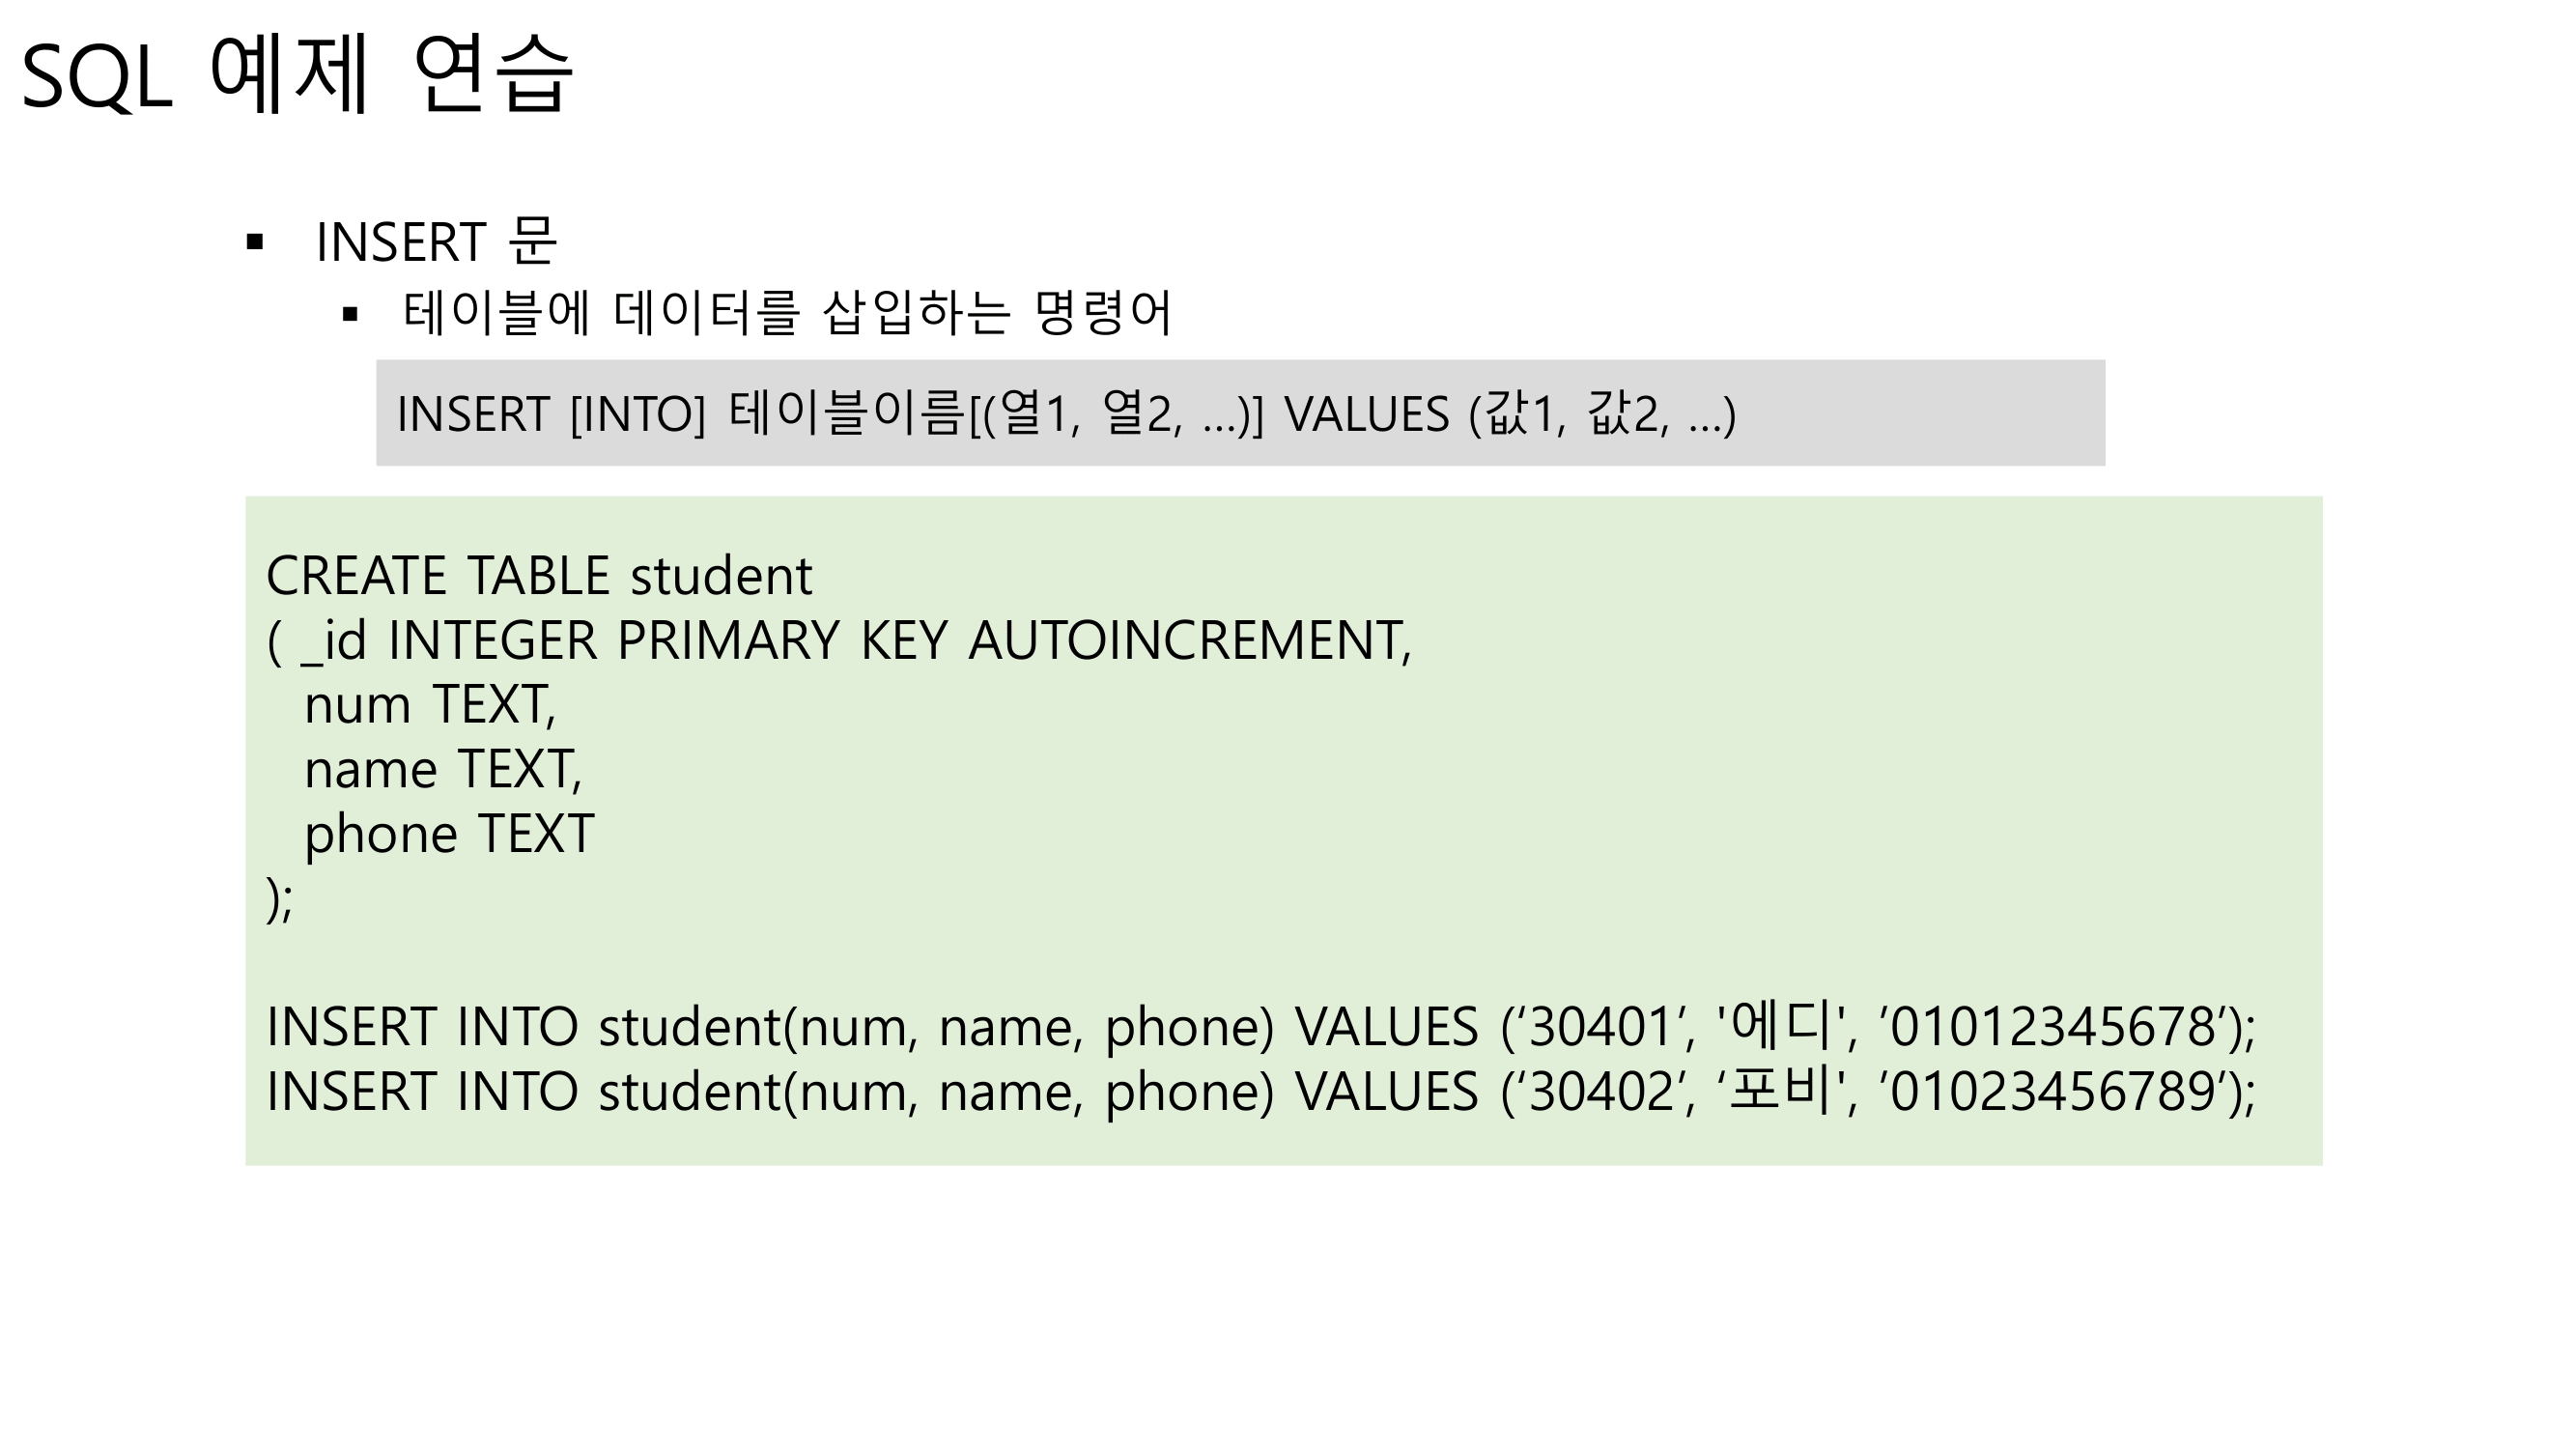 SQL 예제 연습
▪ INSERT 문
▪ 테이블에 데이터를 삽입하는 명령어
INSERT [INTO] 테이블이름[(열1, 열2, …)] VALUES (값1, 값2, …)
CREATE TABLE student
( _id INTEGER PRIMARY KEY AUTOINCREMENT,
num TEXT,
name TEXT,
phone TEXT
);
INSERT INTO student(num, name, phone) VALUES (‘30401’, '에디', ’01012345678’);
INSERT INTO student(num, name, phone) VALUES (‘30402’, ‘포비', ’01023456789’);